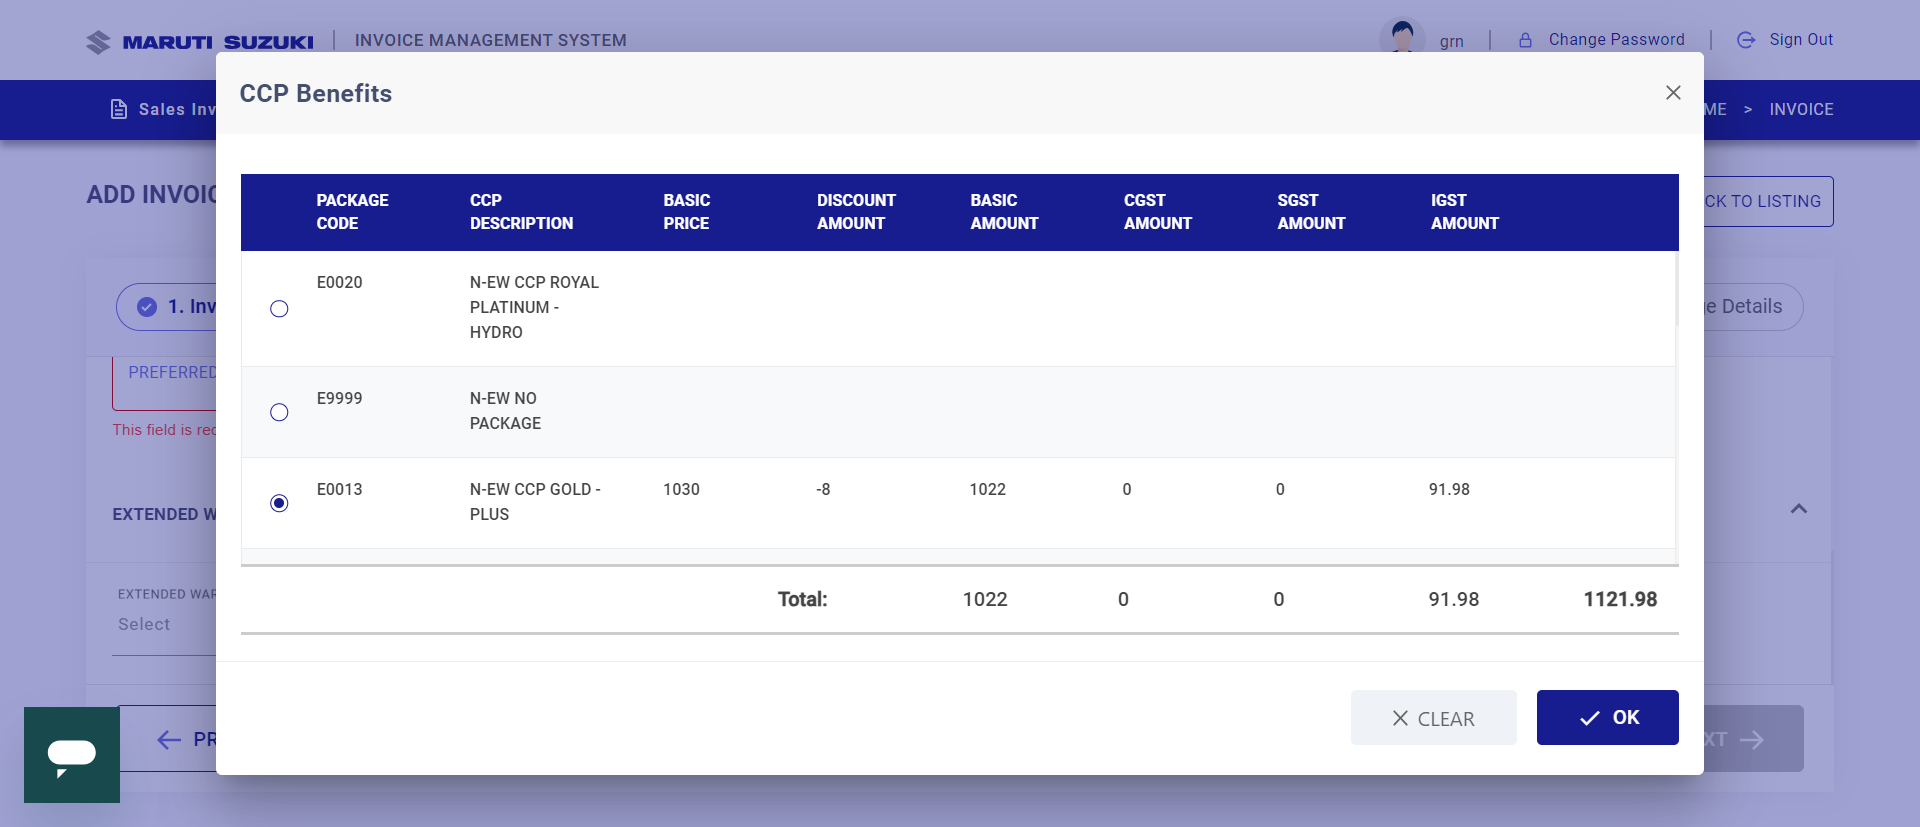 MARUTI SUZUKI
INVOICE MANAGEMENT SYSTEM
grn
Change Password
Sign Out
Sales Inv
ME > INVOICE
CCP Benefits
ADD INVOIC
CK TO LISTING
PACKAGE CODE
CCP DESCRIPTION
BASIC PRICE
DISCOUNT AMOUNT
BASIC AMOUNT
CGST AMOUNT
SGST AMOUNT
IGST AMOUNT
1. Inv
e Details
E0020
N-EW CCP ROYAL
PLATINUM -
HYDRO
PREFERRED
This field is rec
E9999
N-EW NO
PACKAGE
E0013
N-EW CCP GOLD -
PLUS
1030
-8
1022
0
0
91.98
EXTENDED W
EXTENDED WAR
Select
Total:
1022
0
0
91.98
1121.98
PR
CLEAR
OK
XT